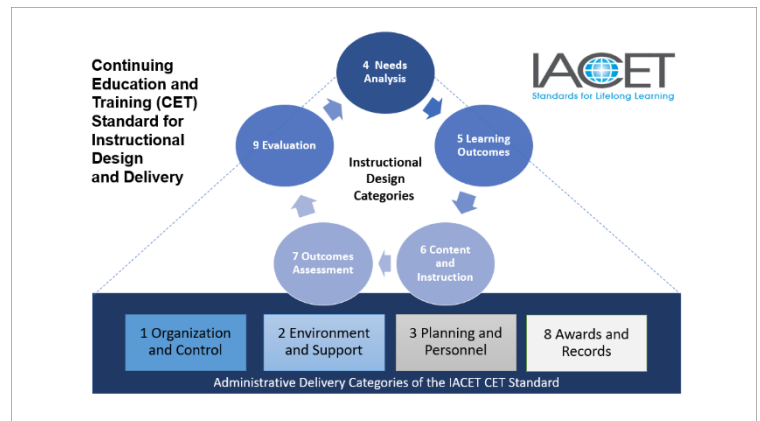 Continuing
Education and
Training (CET)
Standard for
Instructional
Design
and Delivery
IACET
Standards for Lifelong Learning
4 Needs
Analysis
5 Learning
Outcomes
6 Content
and
Instruction
7 Outcomes
Assessment
9 Evaluation
Instructional
Design
Categories
1 Organization
and Control
2 Environment
and Support
3 Planning and
Personnel
8 Awards and
Records
Administrative Delivery Categories of the IACET CET Standard